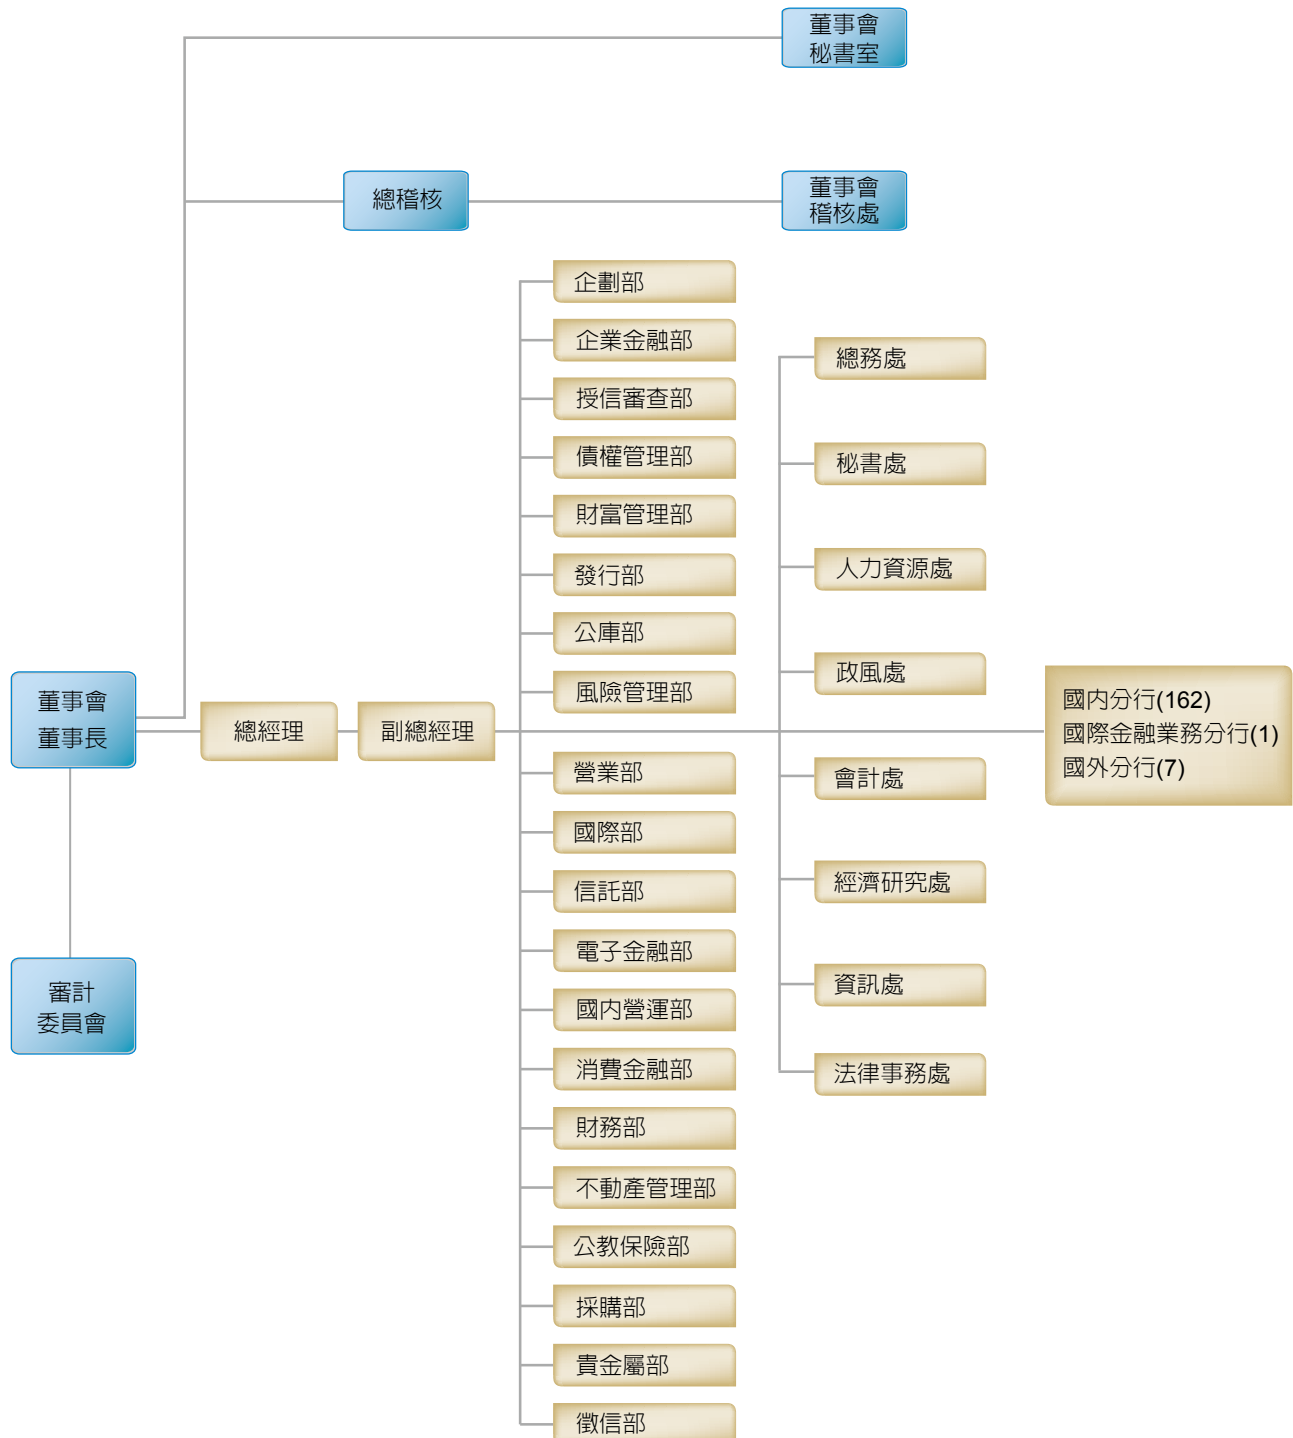 董事會
秘書室
總稽核
董事會
稽核處
企劃部
企業金融部
授信審查部
債權管理部
財富管理部
發行部
公庫部
風險管理部
營業部
國際部
信託部
電子金融部
國内營運部
消費金融部
財務部
不動產管理部
公教保險部
採購部
貴金屬部
徵信部
總務處
秘書處
人力資源處
政風處
會計處
經濟研究處
資訊處
法律事務處
董事會
董事長
總經理
副總經理
國内分行(162)
國際金融業務分行(1)
國外分行(7)
審計
委員會